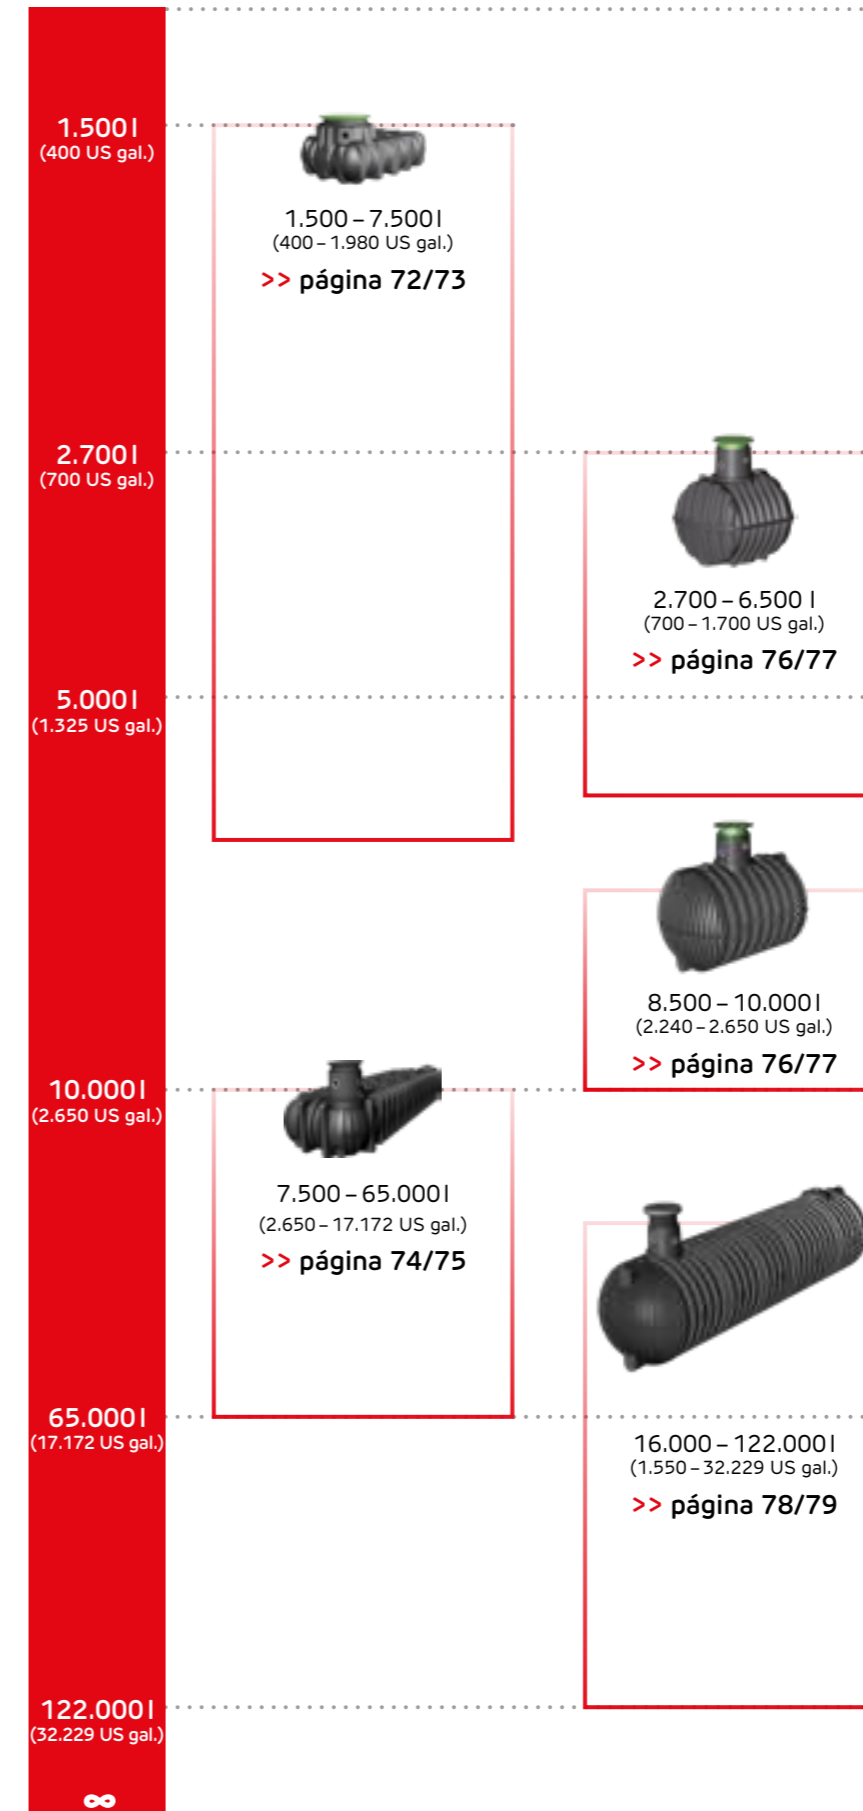 1.500 l
(400 US gal.)
1.500 – 7.500 l
(400 – 1.980 US gal.)
>> página 72/73
2.700 l
(700 US gal.)
2.700 – 6.500 l
(700 – 1.700 US gal.)
>> página 76/77
5.000 l
(1.325 US gal.)
8.500 – 10.000 l
(2.240 – 2.650 US gal.)
>> página 76/77
10.000 l
(2.650 US gal.)
7.500 – 65.000 l
(2.650 – 17.172 US gal.)
>> página 74/75
65.000 l
(17.172 US gal.)
16.000 – 122.000 l
(1.550 – 32.229 US gal.)
>> página 78/79
122.000 l
(32.229 US gal.)
∞